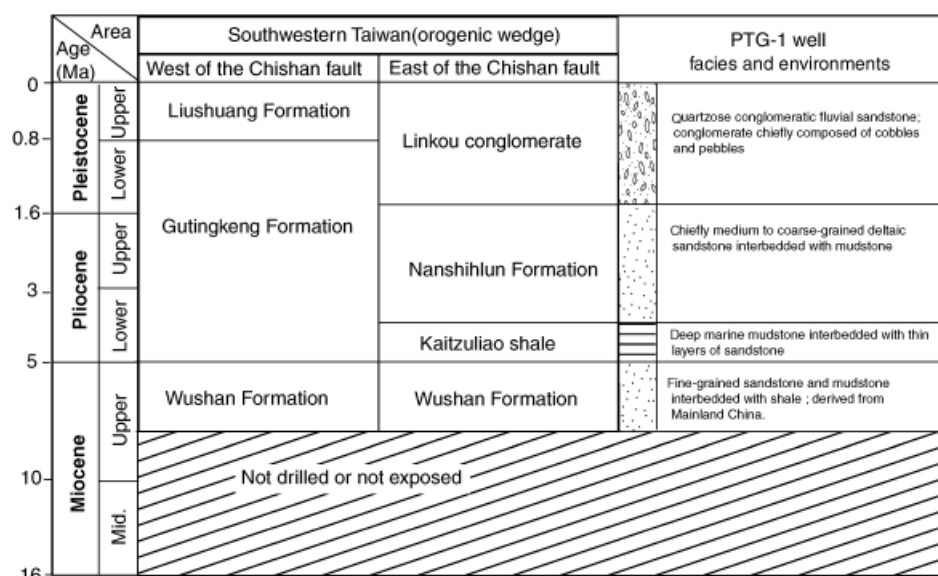 Area
Age
(Ma)
Southwestern Taiwan(orogenic wedge)
West of the Chishan fault
East of the Chishan fault
PTG-1 well
facies and environments
0
0.8
1.6
3
5
10
16
Pleistocene
Pliocene
Miocene
Upper
Lower
Upper
Lower
Upper
Mid.
Liushuang Formation
Gutingkeng Formation
Wushan Formation
Linkou conglomerate
Nanshihlun Formation
Kaitzuliao shale
Wushan Formation
Quartzose conglomeratic fluvial sandstone;
conglomerate chiefly composed of cobbles
and pebbles
Chiefly medium to coarse-grained deltaic
sandstone interbedded with mudstone
Deep marine mudstone interbedded with thin
layers of sandstone
Fine-grained sandstone and mudstone
interbedded with shale ; derived from
Mainland China.
Not drilled or not exposed